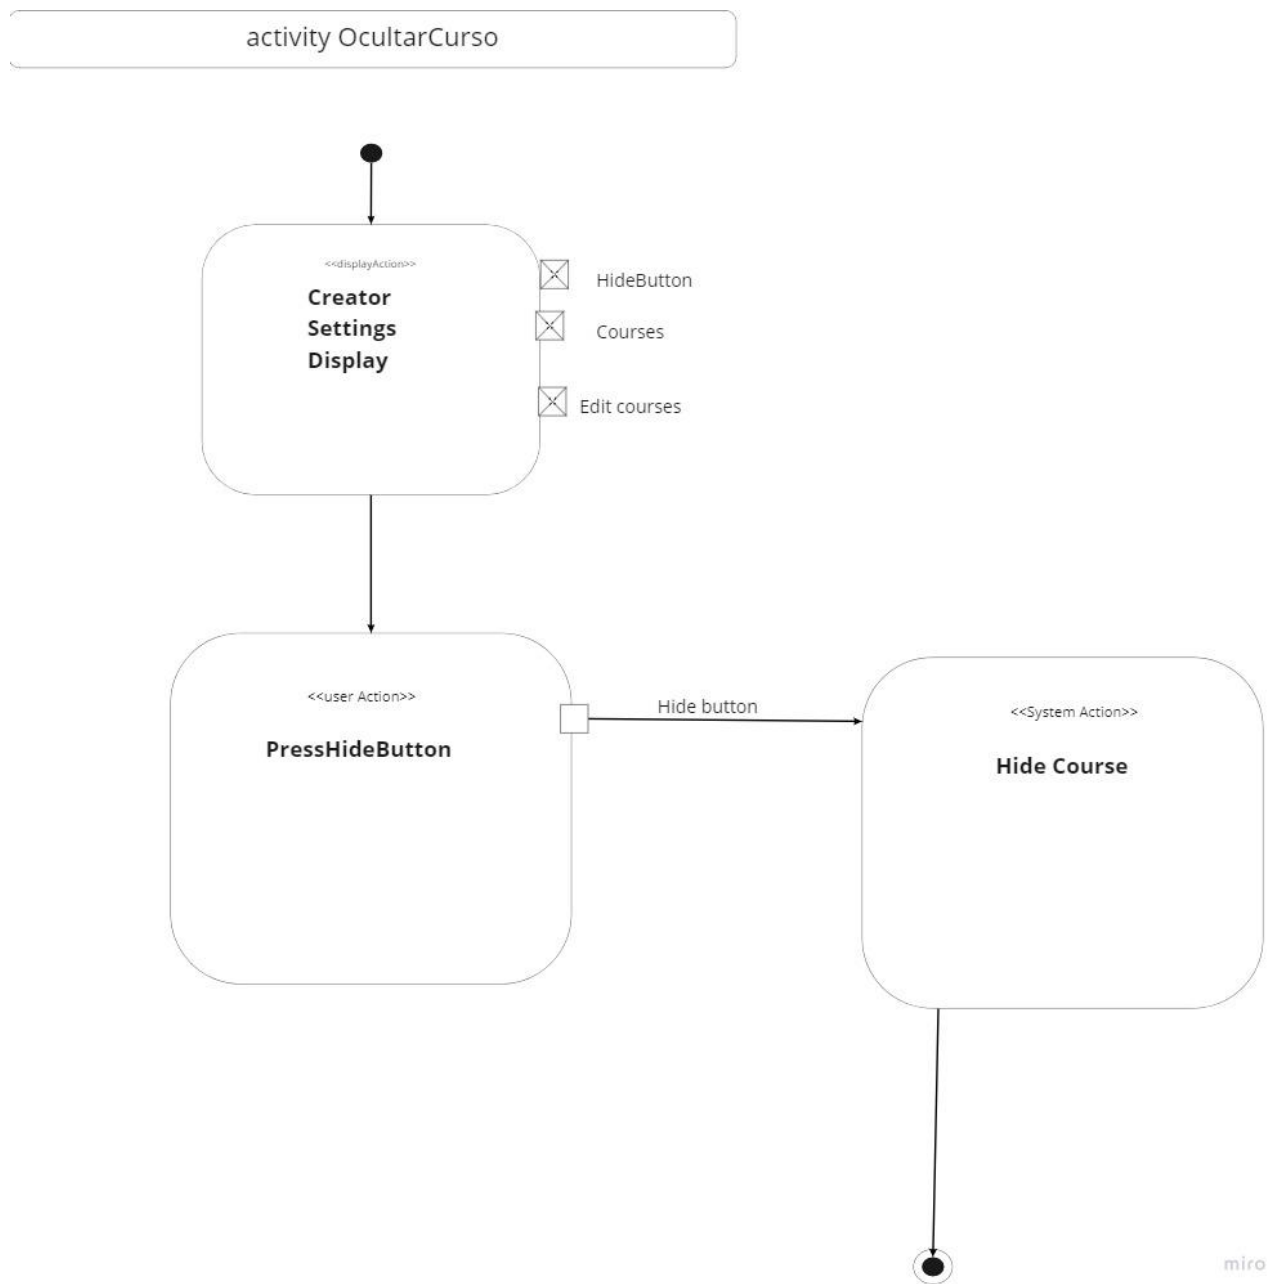 activity OcultarCurso
<<displayAction>>
Creator
Settings
Display
HideButton
Courses
Edit courses
<<user Action>>
PressHideButton
Hide button
<<System Action>>
Hide Course
miro